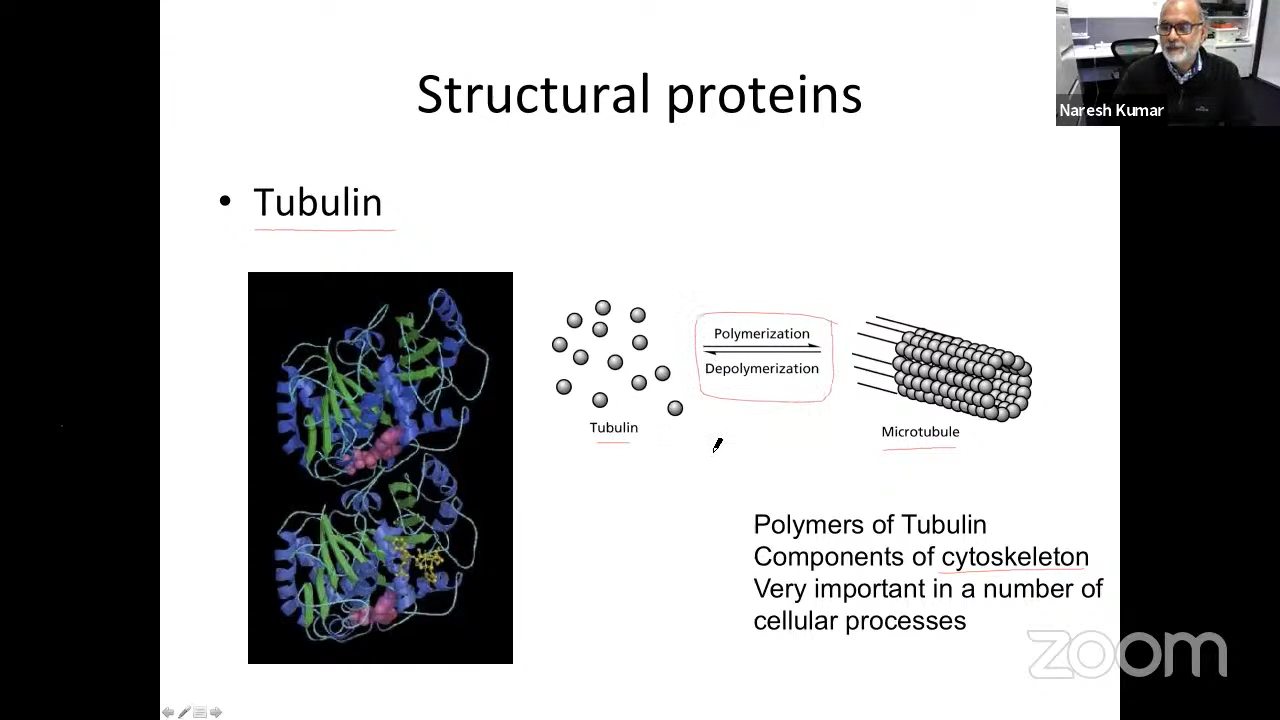 Structural proteins
Naresh Kumar
• Tubulin
Polymerization
Depolymerization
Tubulin
Microtubule
Polymers of Tubulin
Components of cytoskeleton
Very important in a number of
cellular processes
zoom